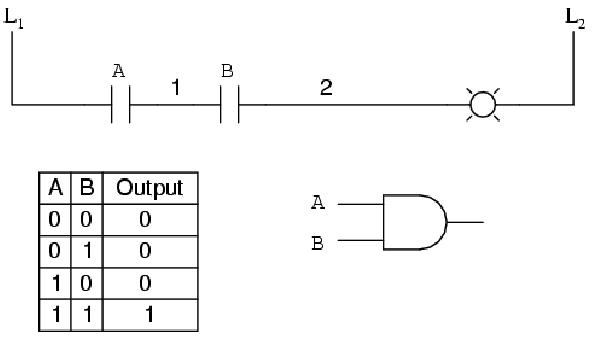 L1 L2
A 1 B 2
A B Output
0 0 0
0 1 0
1 0 0
1 1 1
A
B